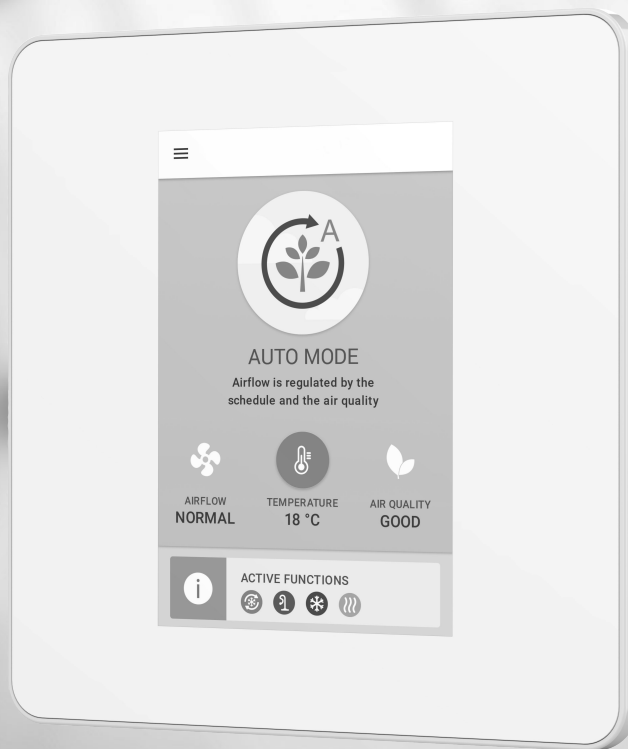 A
AUTO MODE
Airflow is regulated by the
schedule and the air quality
AIRFLOW
NORMAL
TEMPERATURE
18 °C
AIR QUALITY
GOOD
i
ACTIVE FUNCTIONS